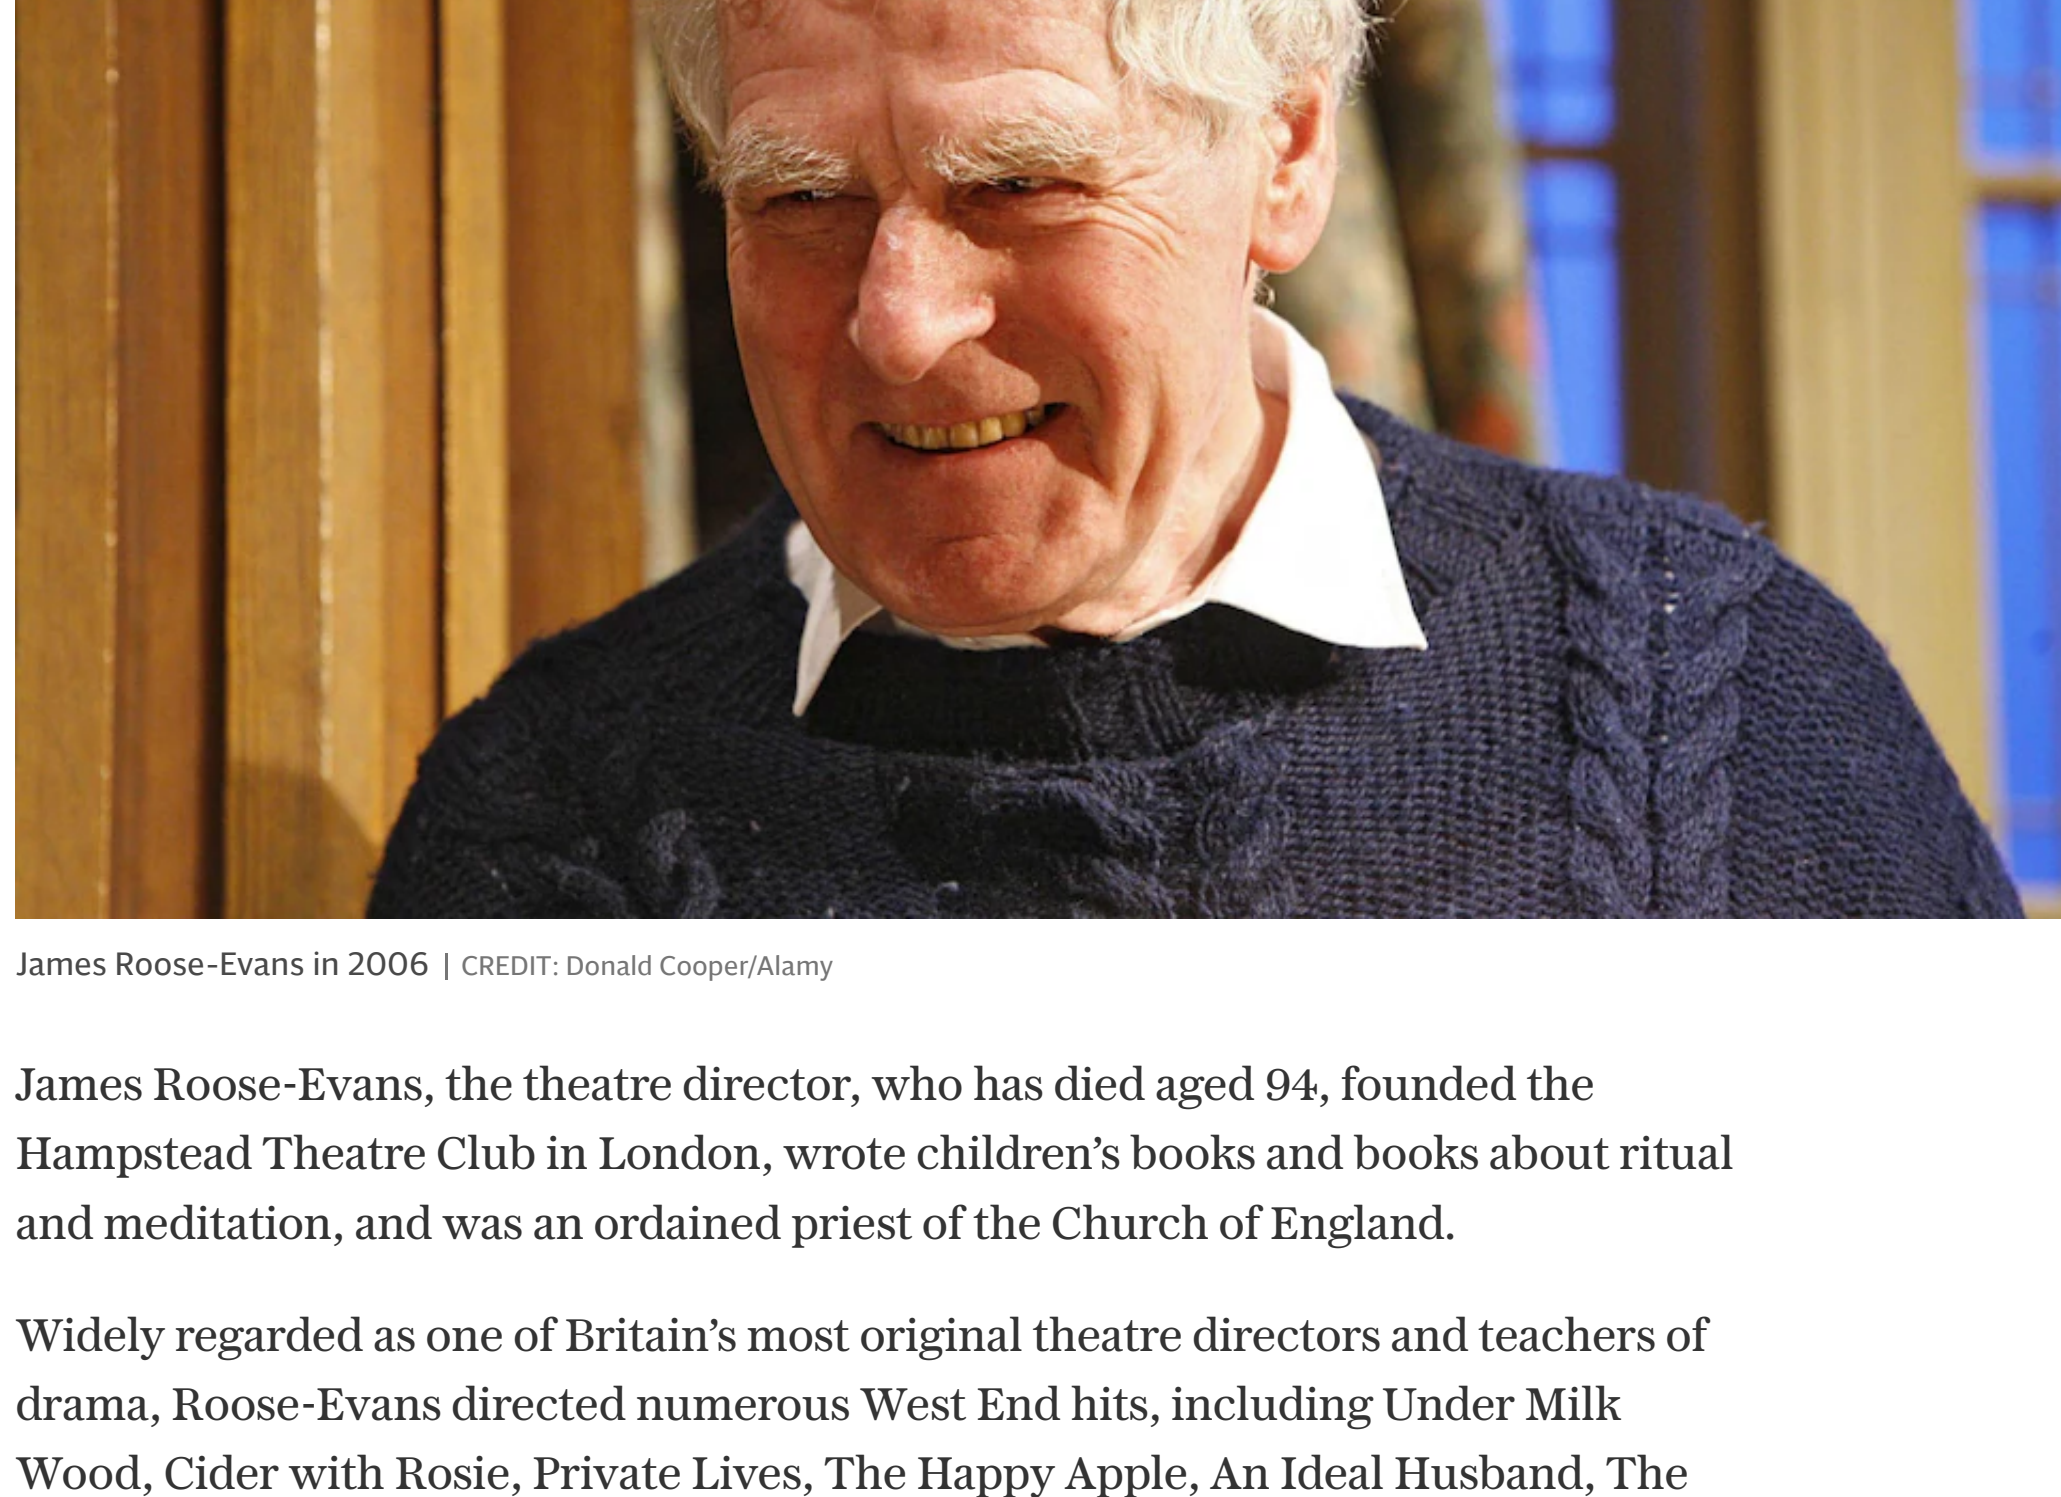 James Roose-Evans in 2006 | CREDIT: Donald Cooper/Alamy
James Roose-Evans, the theatre director, who has died aged 94, founded the
Hampstead Theatre Club in London, wrote children’s books and books about ritual
and meditation, and was an ordained priest of the Church of England.
Widely regarded as one of Britain’s most original theatre directors and teachers of
drama, Roose-Evans directed numerous West End hits, including Under Milk
Wood, Cider with Rosie, Private Lives, The Happy Apple, An Ideal Husband, The